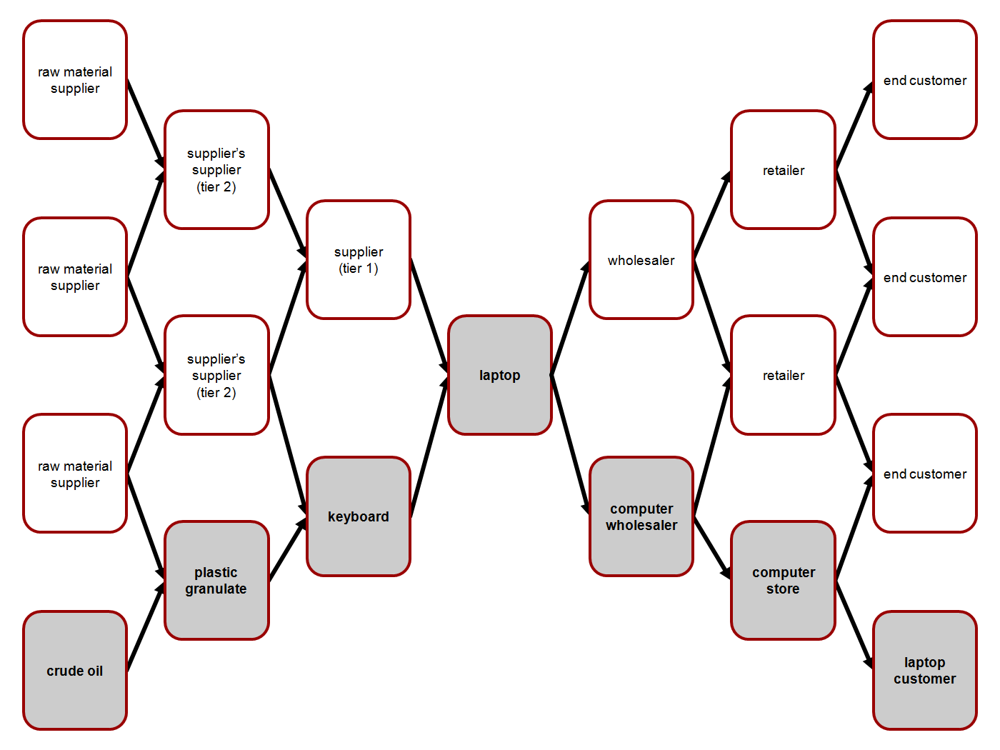 raw material
supplier
raw material
supplier
raw material
supplier
crude oil
supplier’s
supplier
(tier 2)
supplier’s
supplier
(tier 2)
plastic
granulate
supplier
(tier 1)
keyboard
laptop
wholesaler
computer
wholesaler
retailer
retailer
computer
store
end customer
end customer
end customer
laptop
customer